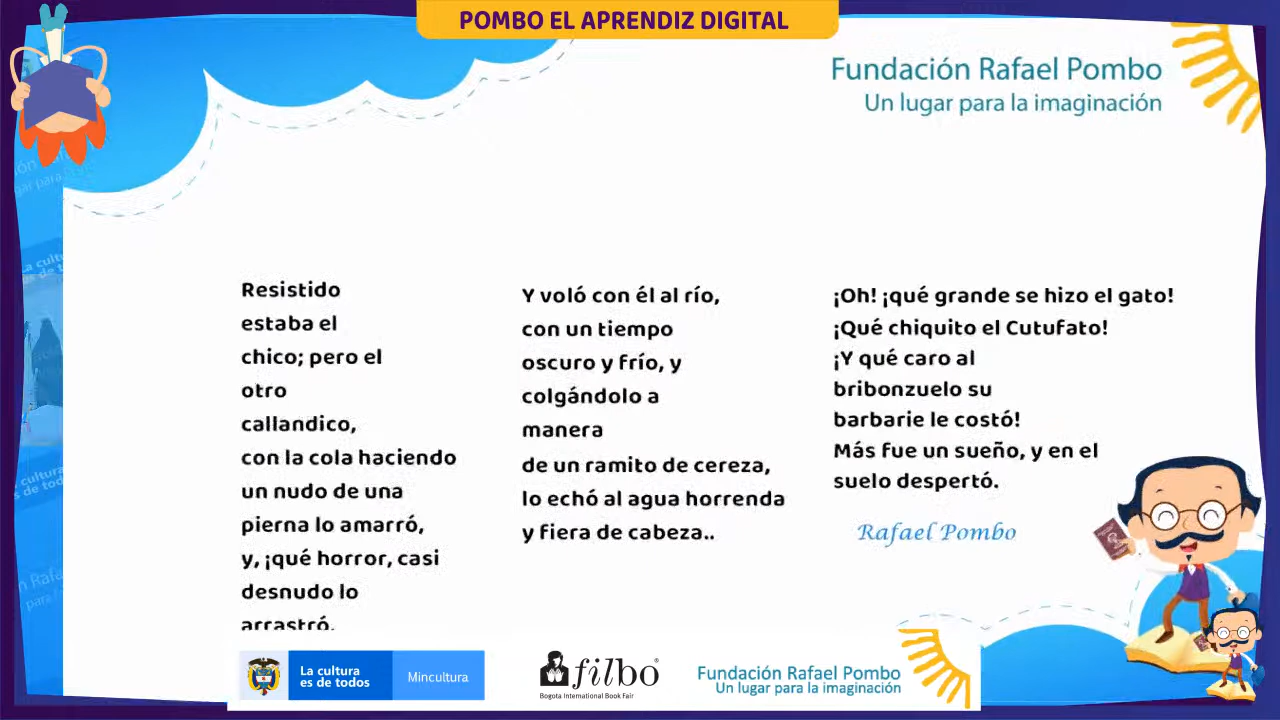 POMBO EL APRENDIZ DIGITAL
Fundación Rafael Pombo
Un lugar para la imaginación
Resistido
estaba el
chico; pero el
otro
callandico,
con la cola haciendo
un nudo de una
pierna lo amarró,
y, ¡qué horror, casi
desnudo lo
arrastró.
Y voló con él al río,
con un tiempo
oscuro y frío, y
colgándolo a
manera
de un ramito de cereza,
lo echó al agua horrenda
y fiera de cabeza..
¡Oh! ¡qué grande se hizo el gato!
¡Qué chiquito el Cutufato!
¡Y qué caro al
bribonzuelo su
barbarie le costó!
Más fue un sueño, y en el
suelo despertó.
Rafael Pombo
La cultura
es de todos
Mincultura
filbo
Bogota International Book Fair
Fundación Rafael Pombo
Un lugar para la imaginación